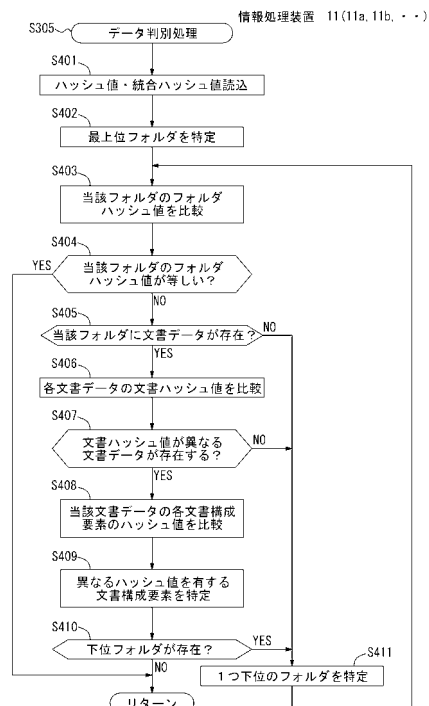 情報処理装置 11(11a, 11b, ・・)
S305
データ判別処理
S401
ハッシュ値・統合ハッシュ値読込
S402
最上位フォルダを特定
S403
当該フォルダのフォルダ
ハッシュ値を比較
S404
YES
当該フォルダのフォルダ
ハッシュ値が等しい？
NO
S405
当該フォルダに文書データが存在？
NO
YES
S406
各文書データの文書ハッシュ値を比較
S407
文書ハッシュ値が異なる
文書データが存在する？
NO
YES
S408
当該文書データの各文書構成
要素のハッシュ値を比較
S409
異なるハッシュ値を有する
文書構成要素を特定
S410
下位フォルダが存在？
YES
NO
S411
１つ下位のフォルダを特定
リターン